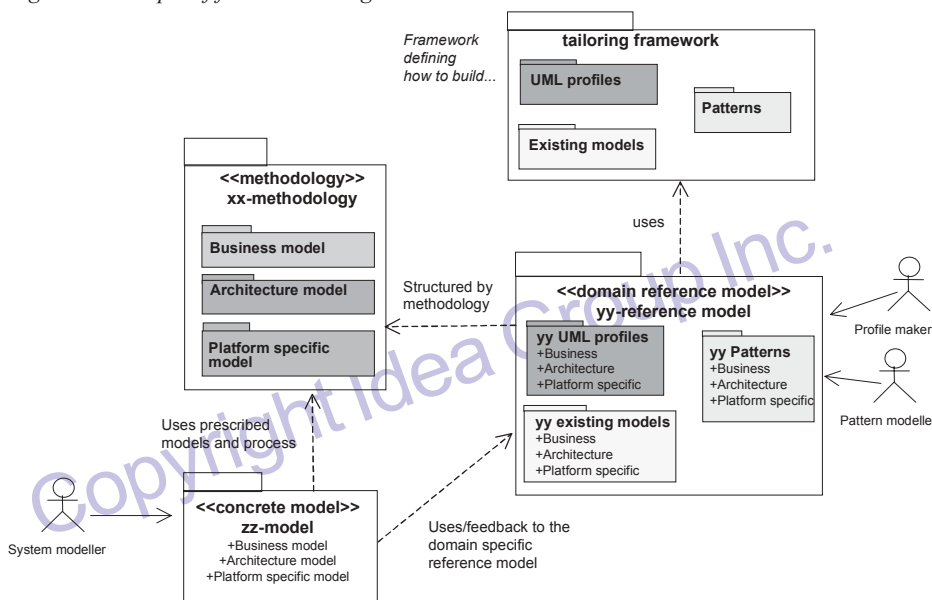 Framework
defining
how to build...
tailoring framework
UML profiles
Patterns
Existing models
<<methodology>>
xx-methodology
Business model
Architecture model
Platform specific
model
uses
Structured by
methodology
<<domain reference model>>
yy-reference model
yy UML profiles
+Business
+Architecture
+Platform specific
yy Patterns
+Business
+Architecture
+Platform specific
yy existing models
+Business
+Architecture
+Platform specific
Profile maker
Pattern modelle
Uses prescribed
models and process
<<concrete model>>
zz-model
+Business model
+Architecture model
+Platform specific model
System modeller
Uses/feedback to the
domain specific
reference model
Copyright Idea Group Inc.